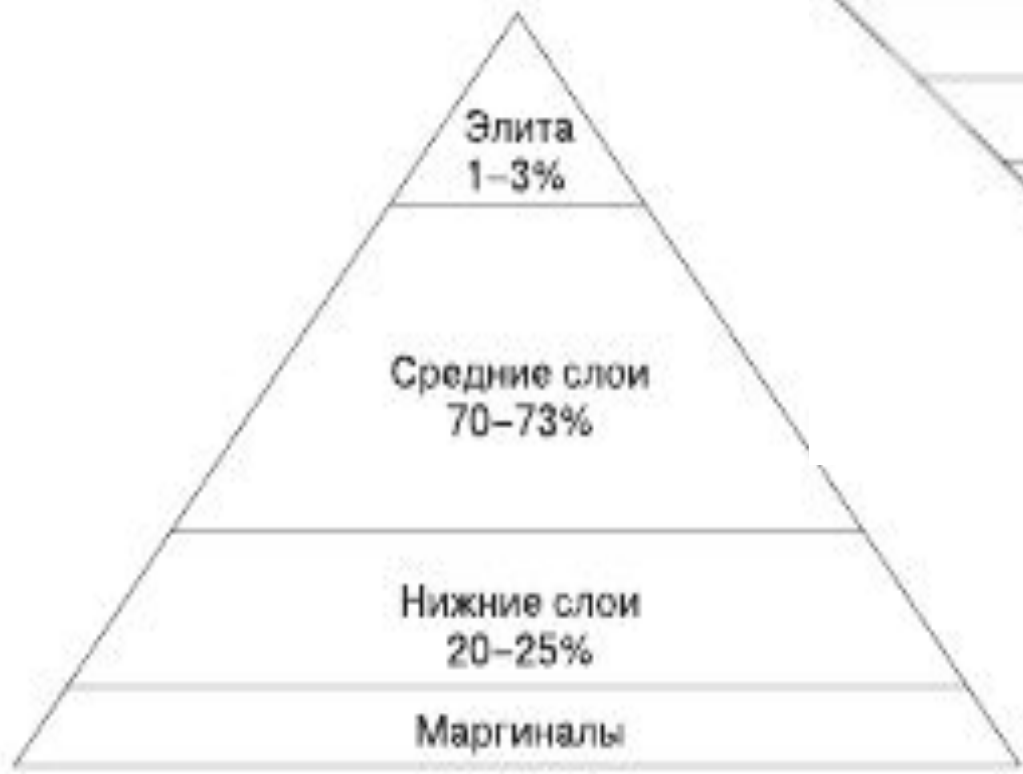 Элита
1–3%
Средние слои
70–73%
Нижние слои
20–25%
Маргиналы